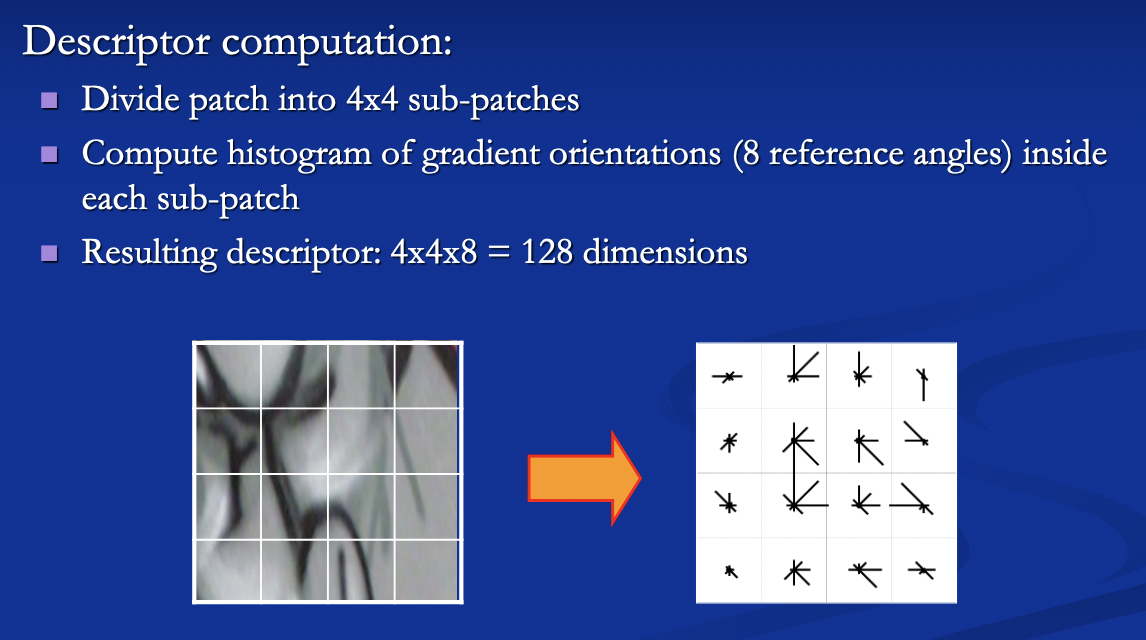 Descriptor computation:
Divide patch into 4x4 sub-patches
Compute histogram of gradient orientations (8 reference angles) inside
each sub-patch
Resulting descriptor: 4x4x8 = 128 dimensions